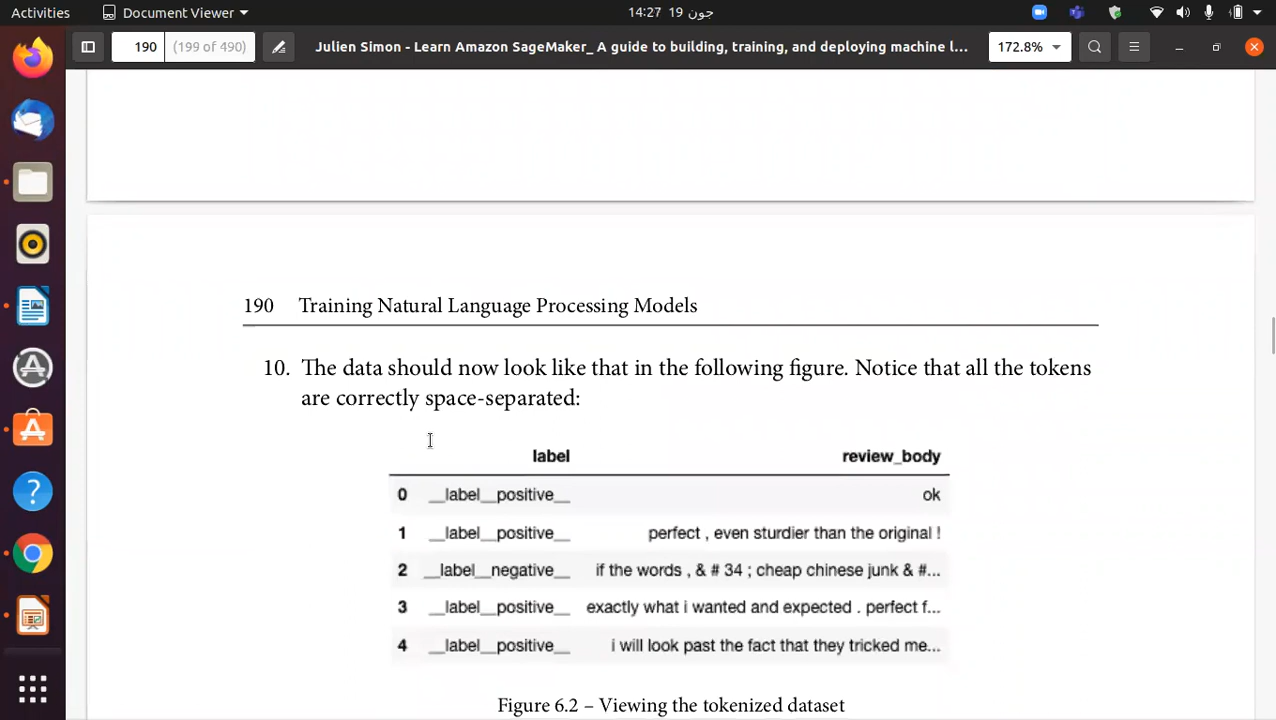 Activities Document Viewer 14:27 19 جون
190 (199 of 490) Julien Simon - Learn Amazon SageMaker_ A guide to building, training, and deploying machine l... 172.8%
190 Training Natural Language Processing Models
10. The data should now look like that in the following figure. Notice that all the tokens
are correctly space-separated:
label review_body
0 __label__positive__ ok
1 __label__positive__ perfect , even sturdier than the original !
2 __label__negative__ if the words , & # 34 ; cheap chinese junk & #...
3 __label__positive__ exactly what i wanted and expected . perfect f...
4 __label__positive__ i will look past the fact that they tricked me...
Figure 6.2 – Viewing the tokenized dataset